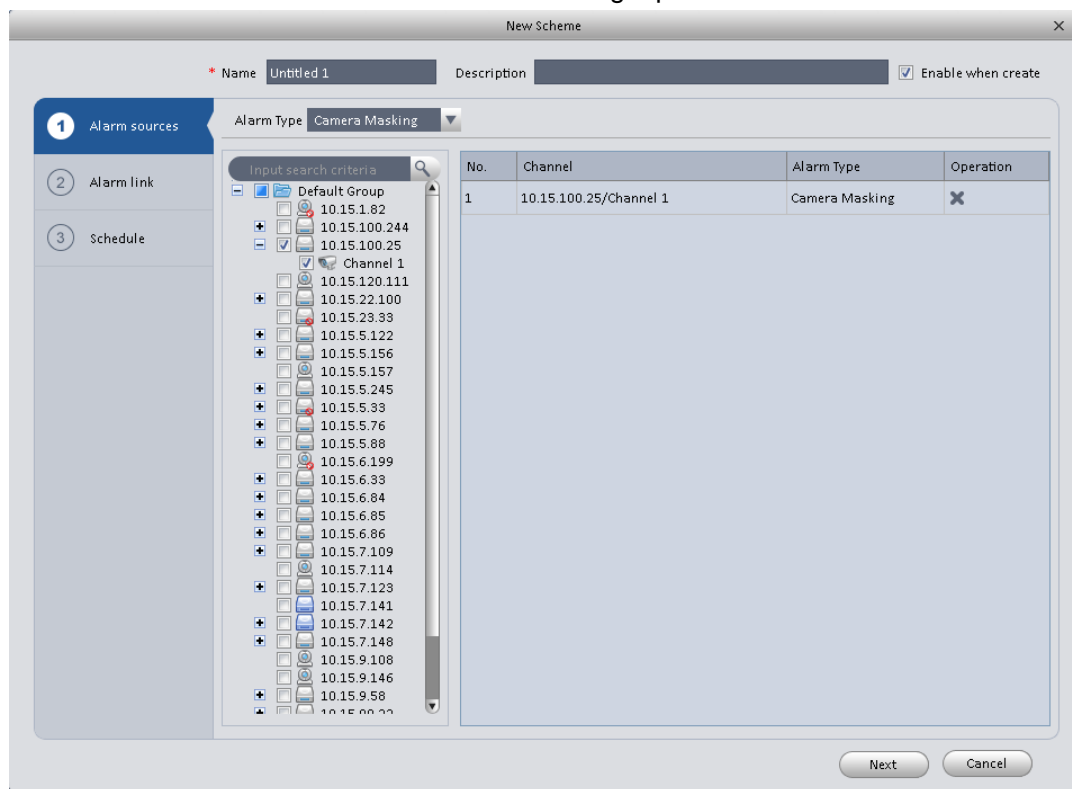 New Scheme
* Name Untitled 1 Description Enable when create
1 Alarm sources
2 Alarm link
3 Schedule
Alarm Type Camera Masking
Input search criteria
Default Group
10.15.1.82
10.15.100.244
10.15.100.25
Channel 1
10.15.120.111
10.15.22.100
10.15.23.33
10.15.5.122
10.15.5.156
10.15.5.157
10.15.5.245
10.15.5.33
10.15.5.76
10.15.5.88
10.15.6.199
10.15.6.33
10.15.6.84
10.15.6.85
10.15.6.86
10.15.7.109
10.15.7.114
10.15.7.123
10.15.7.141
10.15.7.142
10.15.7.148
10.15.9.108
10.15.9.146
10.15.9.58
No. Channel Alarm Type Operation
1 10.15.100.25/Channel 1 Camera Masking
Next Cancel